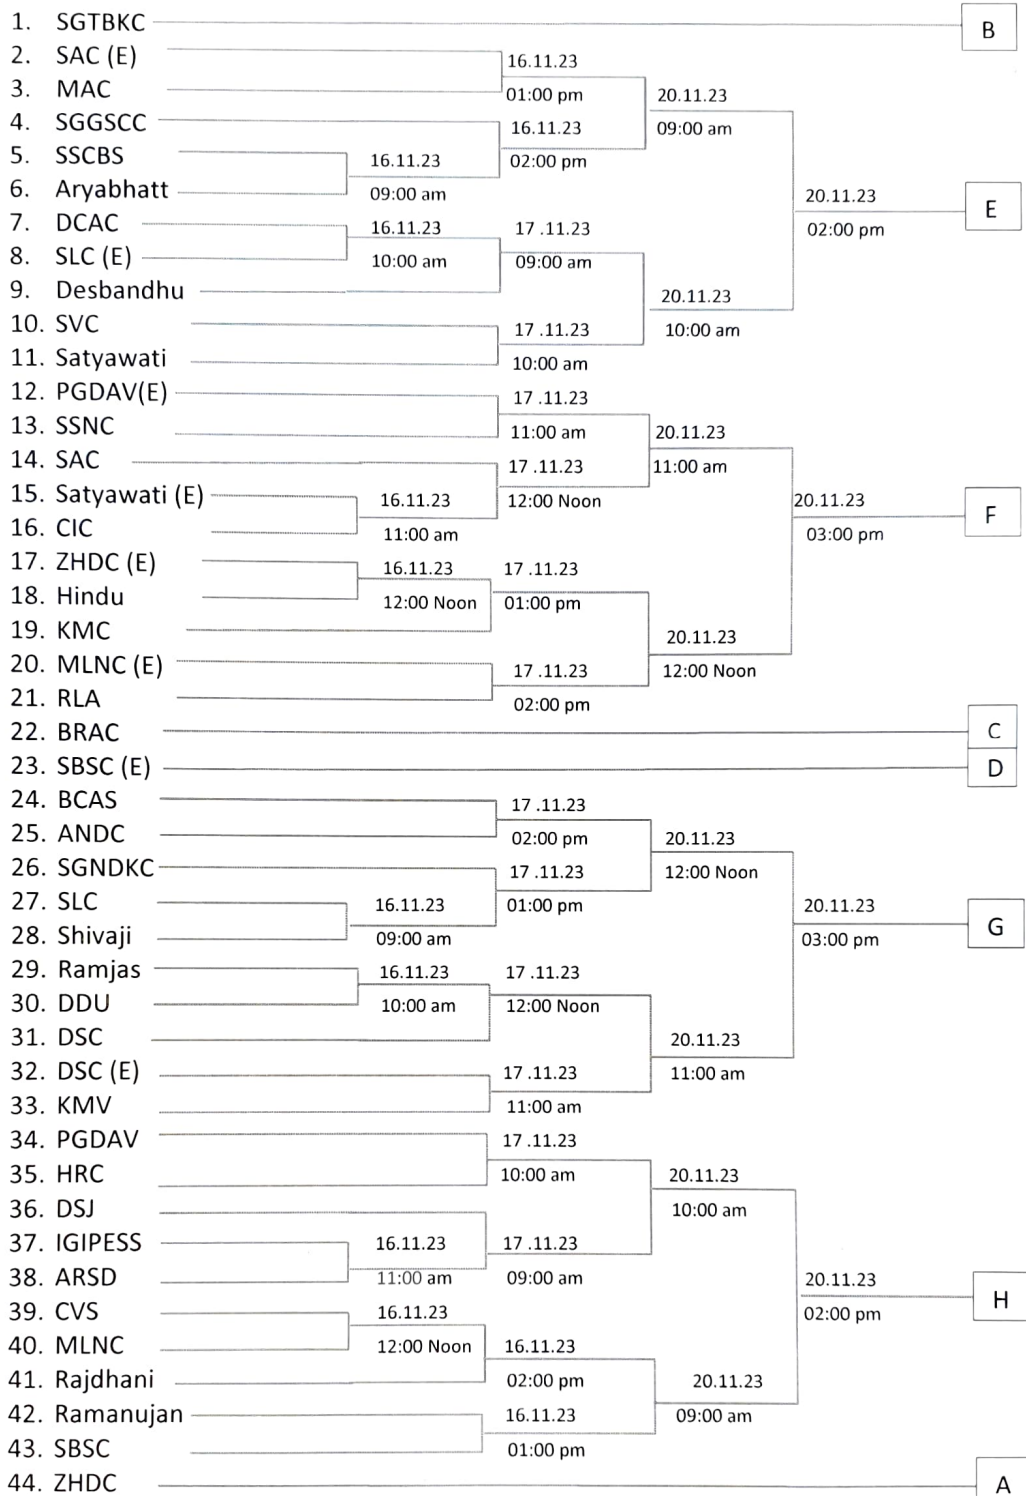 1. SGTBKC B
2. SAC (E) 16.11.23
3. MAC 01:00 pm 20.11.23
4. SGGSCC 16.11.23 09:00 am
5. SSCBS 16.11.23 02:00 pm
6. Aryabhatt 09:00 am 20.11.23 E
7. DCAC 16.11.23 17 .11.23 02:00 pm
8. SLC (E) 10:00 am 09:00 am
9. Desbandhu 20.11.23
10. SVC 17 .11.23 10:00 am
11. Satyawati 10:00 am
12. PGDAV(E) 17 .11.23
13. SSNC 11:00 am 20.11.23
14. SAC 17 .11.23 11:00 am
15. Satyawati (E) 16.11.23 12:00 Noon 20.11.23 F
16. CIC 11:00 am 03:00 pm
17. ZHDC (E) 16.11.23 17 .11.23
18. Hindu 12:00 Noon 01:00 pm
19. KMC 20.11.23
20. MLNC (E) 17 .11.23 12:00 Noon
21. RLA 02:00 pm
22. BRAC C
23. SBSC (E) D
24. BCAS 17 .11.23
25. ANDC 02:00 pm 20.11.23
26. SGNDKC 17 .11.23 12:00 Noon
27. SLC 16.11.23 01:00 pm 20.11.23
28. Shivaji 09:00 am 03:00 pm G
29. Ramjas 16.11.23 17 .11.23
30. DDU 10:00 am 12:00 Noon
31. DSC 20.11.23
32. DSC (E) 17 .11.23 11:00 am
33. KMV 11:00 am
34. PGDAV 17 .11.23
35. HRC 10:00 am 20.11.23
36. DSJ 10:00 am
37. IGIPESS 16.11.23 17 .11.23
38. ARSD 11:00 am 09:00 am 20.11.23 H
39. CVS 16.11.23 02:00 pm
40. MLNC 12:00 Noon 16.11.23
41. Rajdhani 02:00 pm 20.11.23
42. Ramanujan 16.11.23 09:00 am
43. SBSC 01:00 pm
44. ZHDC A